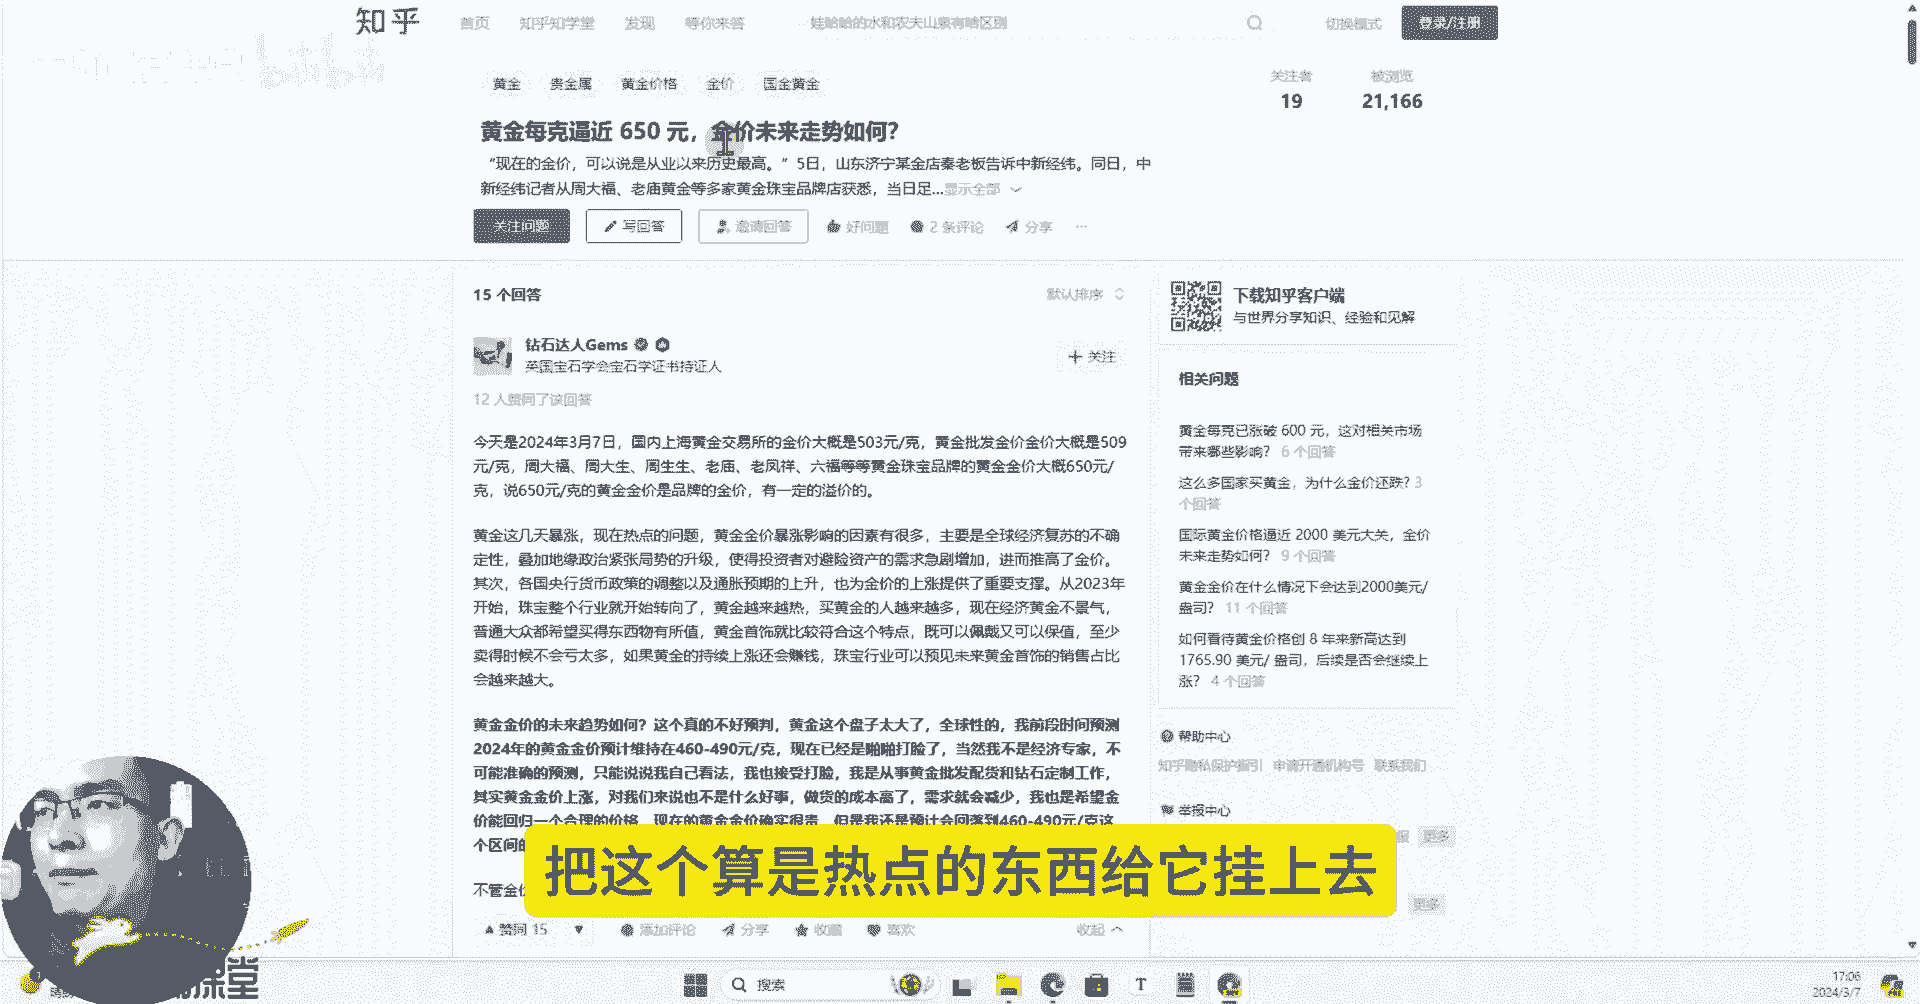 知乎
首页 知乎知学堂 发现 等你来答 娃哈哈的水和农夫山泉有啥区别 切换模式 登录/注册
黄金 贵金属 黄金价格 金价 国金黄金
关注者 被浏览
19 21,166
黄金每克逼近 650 元，金价未来走势如何？
“现在的金价，可以说是从业以来历史最高。”5日，山东济宁某金店秦老板告诉中新经纬。同日，中
新经纬记者从周大福、老庙黄金等多家黄金珠宝品牌店获悉，当日足...显示全部
关注问题 写回答 邀请回答 好问题 2 条评论 分享 ...
15 个回答 默认排序
钻石达人Gems
英国宝石学会宝石学证书持证人
+ 关注
12 人赞同了该回答
今天是2024年3月7日，国内上海黄金交易所的金价大概是503元/克，黄金批发金价金价大概是509
元/克，周大福、周大生、周生生、老庙、老凤祥、六福等等黄金珠宝品牌的黄金金价大概650元/
克，说650元/克的黄金金价是品牌的金价，有一定的溢价的。
黄金这几天暴涨，现在热点的问题，黄金金价暴涨影响的因素有很多，主要是全球经济复苏的不确
定性，叠加地缘政治紧张局势的升级，使得投资者对避险资产的需求急剧增加，进而推高了金价。
其次，各国央行货币政策的调整以及通胀预期的上升，也为金价的上涨提供了重要支撑。从2023年
开始，珠宝整个行业就开始转向了，黄金越来越热，买黄金的人越来越多，现在经济黄金不景气，
普通大众都希望买得东西物有所值，黄金首饰就比较符合这个特点，既可以佩戴又可以保值，至少
卖得时候不会亏太多，如果黄金的持续上涨还会赚钱，珠宝行业可以预见未来黄金首饰的销售占比
会越来越大。
黄金金价的未来趋势如何？这个真的不好预判，黄金这个盘子太大了，全球性的，我前段时间预测
2024年的黄金金价预计维持在460-490元/克，现在已经是啪啪打脸了，当然我不是经济专家，不
可能准确的预测，只能说说我自己看法，我也接受打脸，我是从事黄金批发配货和钻石定制工作，
其实黄金金价上涨，对我们来说也不是什么好事，做货的成本高了，需求就会减少，我也是希望金
价能回归一个合理的价格，现在的黄金金价确实很贵，但是我还是预计会回落到460-490元/克这
个区间的
不管金价
赞同 15 添加评论 分享 收藏 喜欢 收起
下载知乎客户端
与世界分享知识、经验和见解
相关问题
黄金每克已涨破 600 元，这对相关市场
带来哪些影响？ 6 个回答
这么多国家买黄金，为什么金价还跌？3
个回答
国际黄金价格逼近 2000 美元大关，金价
未来走势如何？ 9 个回答
黄金金价在什么情况下会达到2000美元/
盎司？ 11 个回答
如何看待黄金价格创 8 年来新高达到
1765.90 美元/ 盎司，后续是否会继续上
涨？ 4 个回答
帮助中心
知乎隐私保护指引 申请开通机构号 联系我们
举报中心
更多
更多
把这个算是热点的东西给它挂上去
课堂
搜索
17:06
2024/3/7